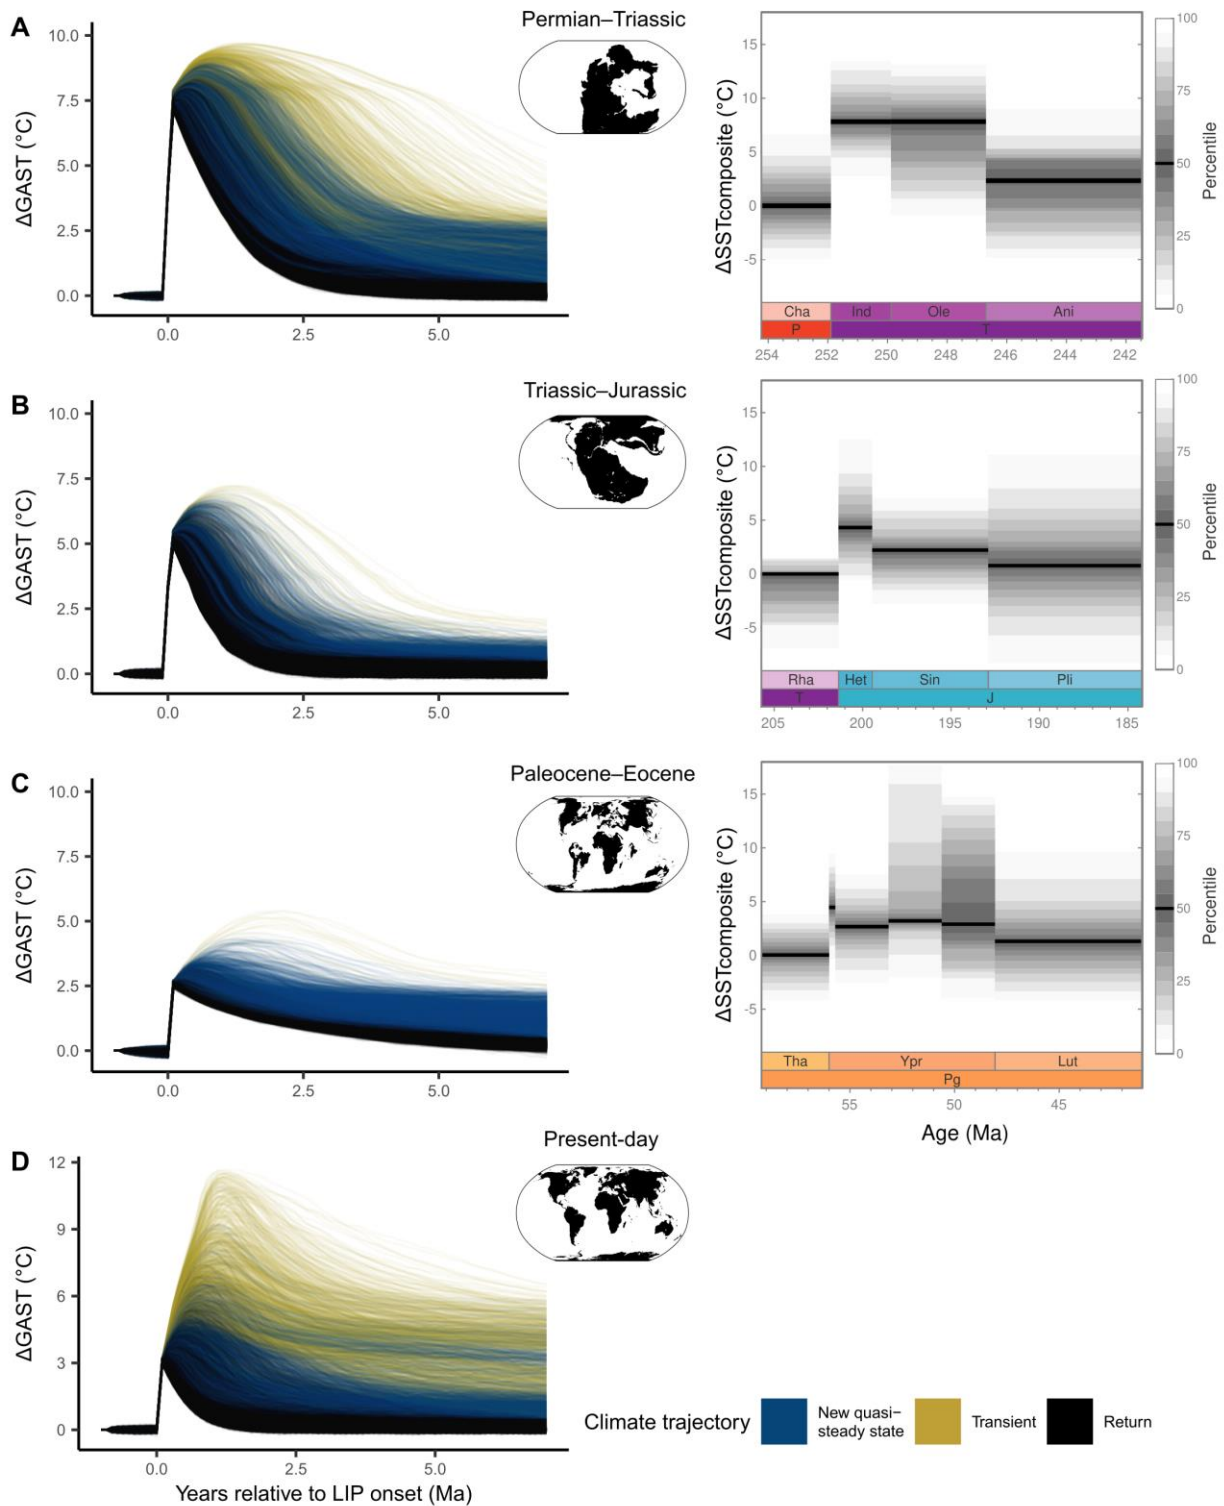 A
Permian–Triassic
10.0
7.5
5.0
2.5
0.0
ΔGAST (°C)
0.0
2.5
5.0
15
10
5
0
-5
ΔSSTcomposite (°C)
Cha
Ind
Ole
Ani
P
T
254
252
250
248
246
244
242
100
75
50
25
0
Percentile
B
Triassic–Jurassic
10.0
7.5
5.0
2.5
0.0
ΔGAST (°C)
0.0
2.5
5.0
15
10
5
0
-5
ΔSSTcomposite (°C)
Rha
Het
Sin
Pli
T
J
205
200
195
190
185
100
75
50
25
0
Percentile
C
Paleocene–Eocene
10.0
7.5
5.0
2.5
0.0
ΔGAST (°C)
0.0
2.5
5.0
15
10
5
0
-5
ΔSSTcomposite (°C)
Tha
Ypr
Lut
Pg
55
50
45
Age (Ma)
100
75
50
25
0
Percentile
D
Present-day
12
9
6
3
0
ΔGAST (°C)
0.0
2.5
5.0
Years relative to LIP onset (Ma)
Climate trajectory
New quasi–
steady state
Transient
Return